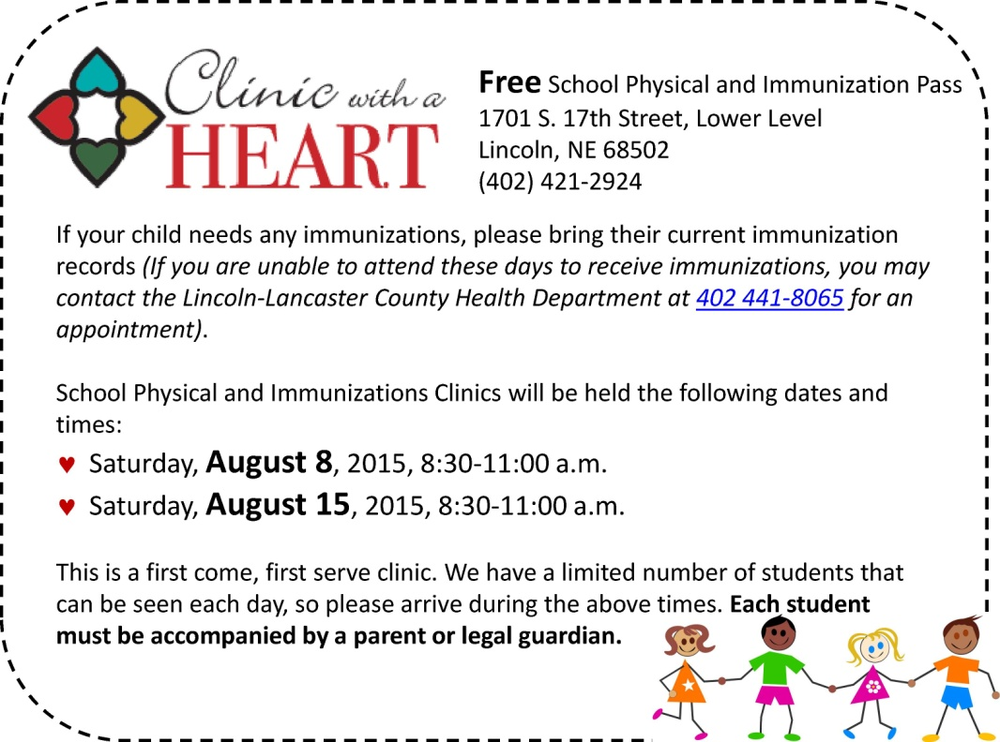 Clinic with a
HEART
Free School Physical and Immunization Pass
1701 S. 17th Street, Lower Level
Lincoln, NE 68502
(402) 421-2924
If your child needs any immunizations, please bring their current immunization
records (If you are unable to attend these days to receive immunizations, you may
contact the Lincoln-Lancaster County Health Department at 402 441-8065 for an
appointment).
School Physical and Immunizations Clinics will be held the following dates and
times:
♥ Saturday, August 8, 2015, 8:30-11:00 a.m.
♥ Saturday, August 15, 2015, 8:30-11:00 a.m.
This is a first come, first serve clinic. We have a limited number of students that
can be seen each day, so please arrive during the above times. Each student
must be accompanied by a parent or legal guardian.